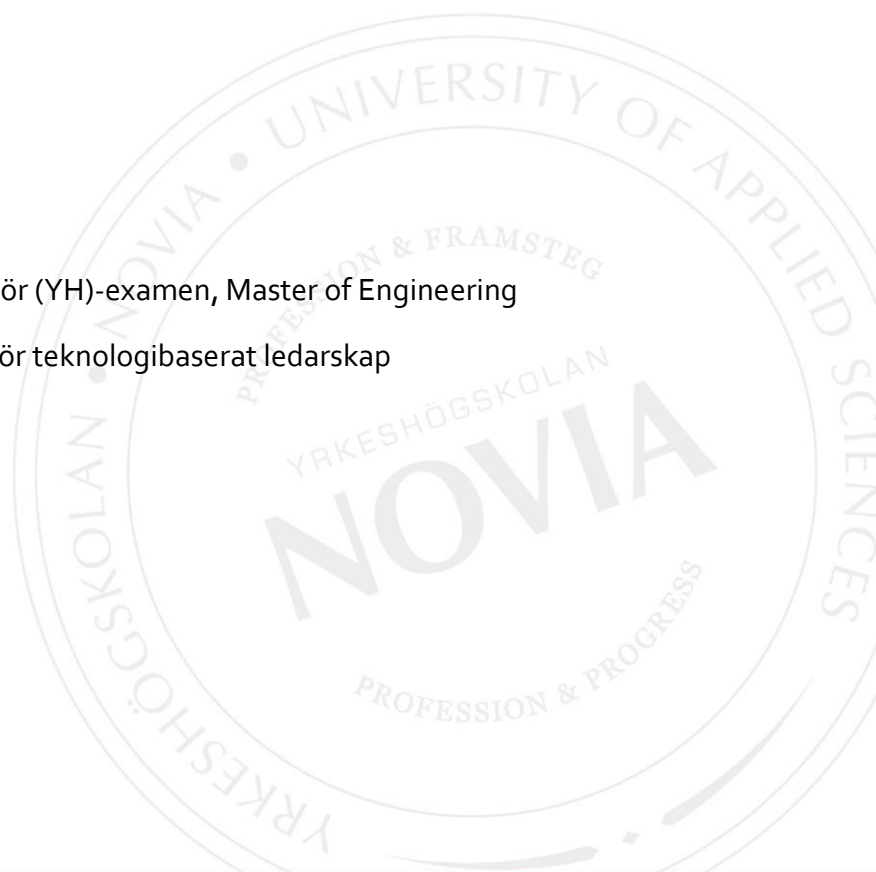 ör (YH)-examen, Master of Engineering
ör teknologibaserat ledarskap
YRKESHÖGSKOLAN • NOVIA • UNIVERSITY OF APPLIED SCIENCES
PROFESSION & FRAMSTEG
YRKESHÖGSKOLAN
NOVIA
PROFESSION & PROGRESS